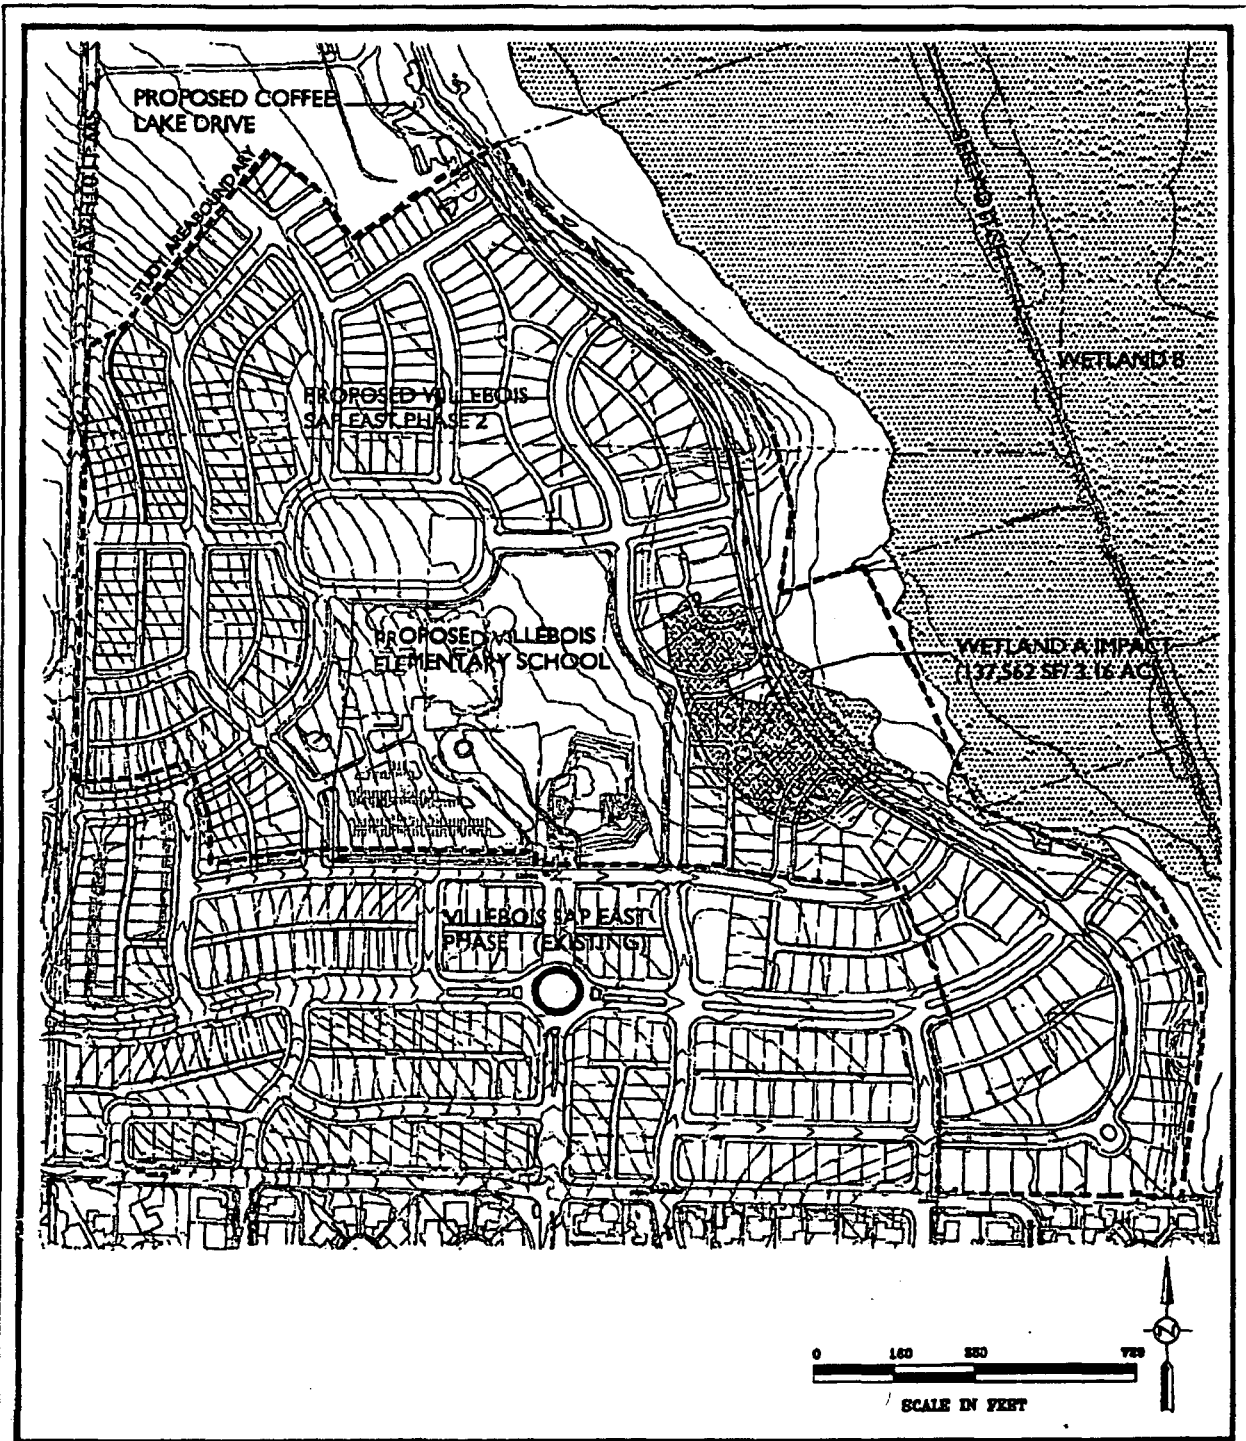 PROPOSED COFFEE
LAKE DRIVE
STUDY AREA BOUNDARY
WETLAND B
PROPOSED VILLEBOIS
SAP EAST PHASE 2
PROPOSED VILLEBOIS
ELEMENTARY SCHOOL
WETLAND A IMPACT
(137,562 SF/ 3.16 AC)
VILLEBOIS SAP EAST
PHASE 1 (EXISTING)
N
0
SCALE IN FEET